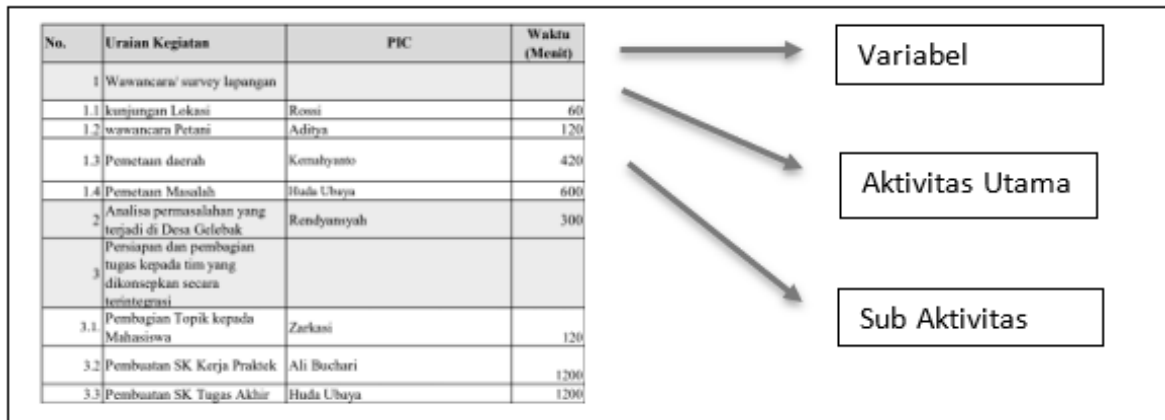 No. Uraian Kegiatan PIC Waktu (Menit)
1 Wawancara/ survey lapangan
1.1 kunjungan Lokasi Rossi 60
1.2 wawancara Petani Aditya 120
1.3 Pemetaan daerah Kemahyanto 420
1.4 Pemetaan Masalah Huda Ubaya 600
2 Analisa permasalahan yang
terjadi di Desa Gelebak Rendyansyah 300
Persiapan dan pembagian
tugas kepada tim yang
3 dikonsepkan secara
terintegrasi
3.1. Pembagian Topik kepada
Mahasiswa Zarkasi 120
3.2 Pembuatan SK Kerja Praktek Ali Buchari 1200
3.3 Pembuatan SK Tugas Akhir Huda Ubaya 1200
Variabel
Aktivitas Utama
Sub Aktivitas